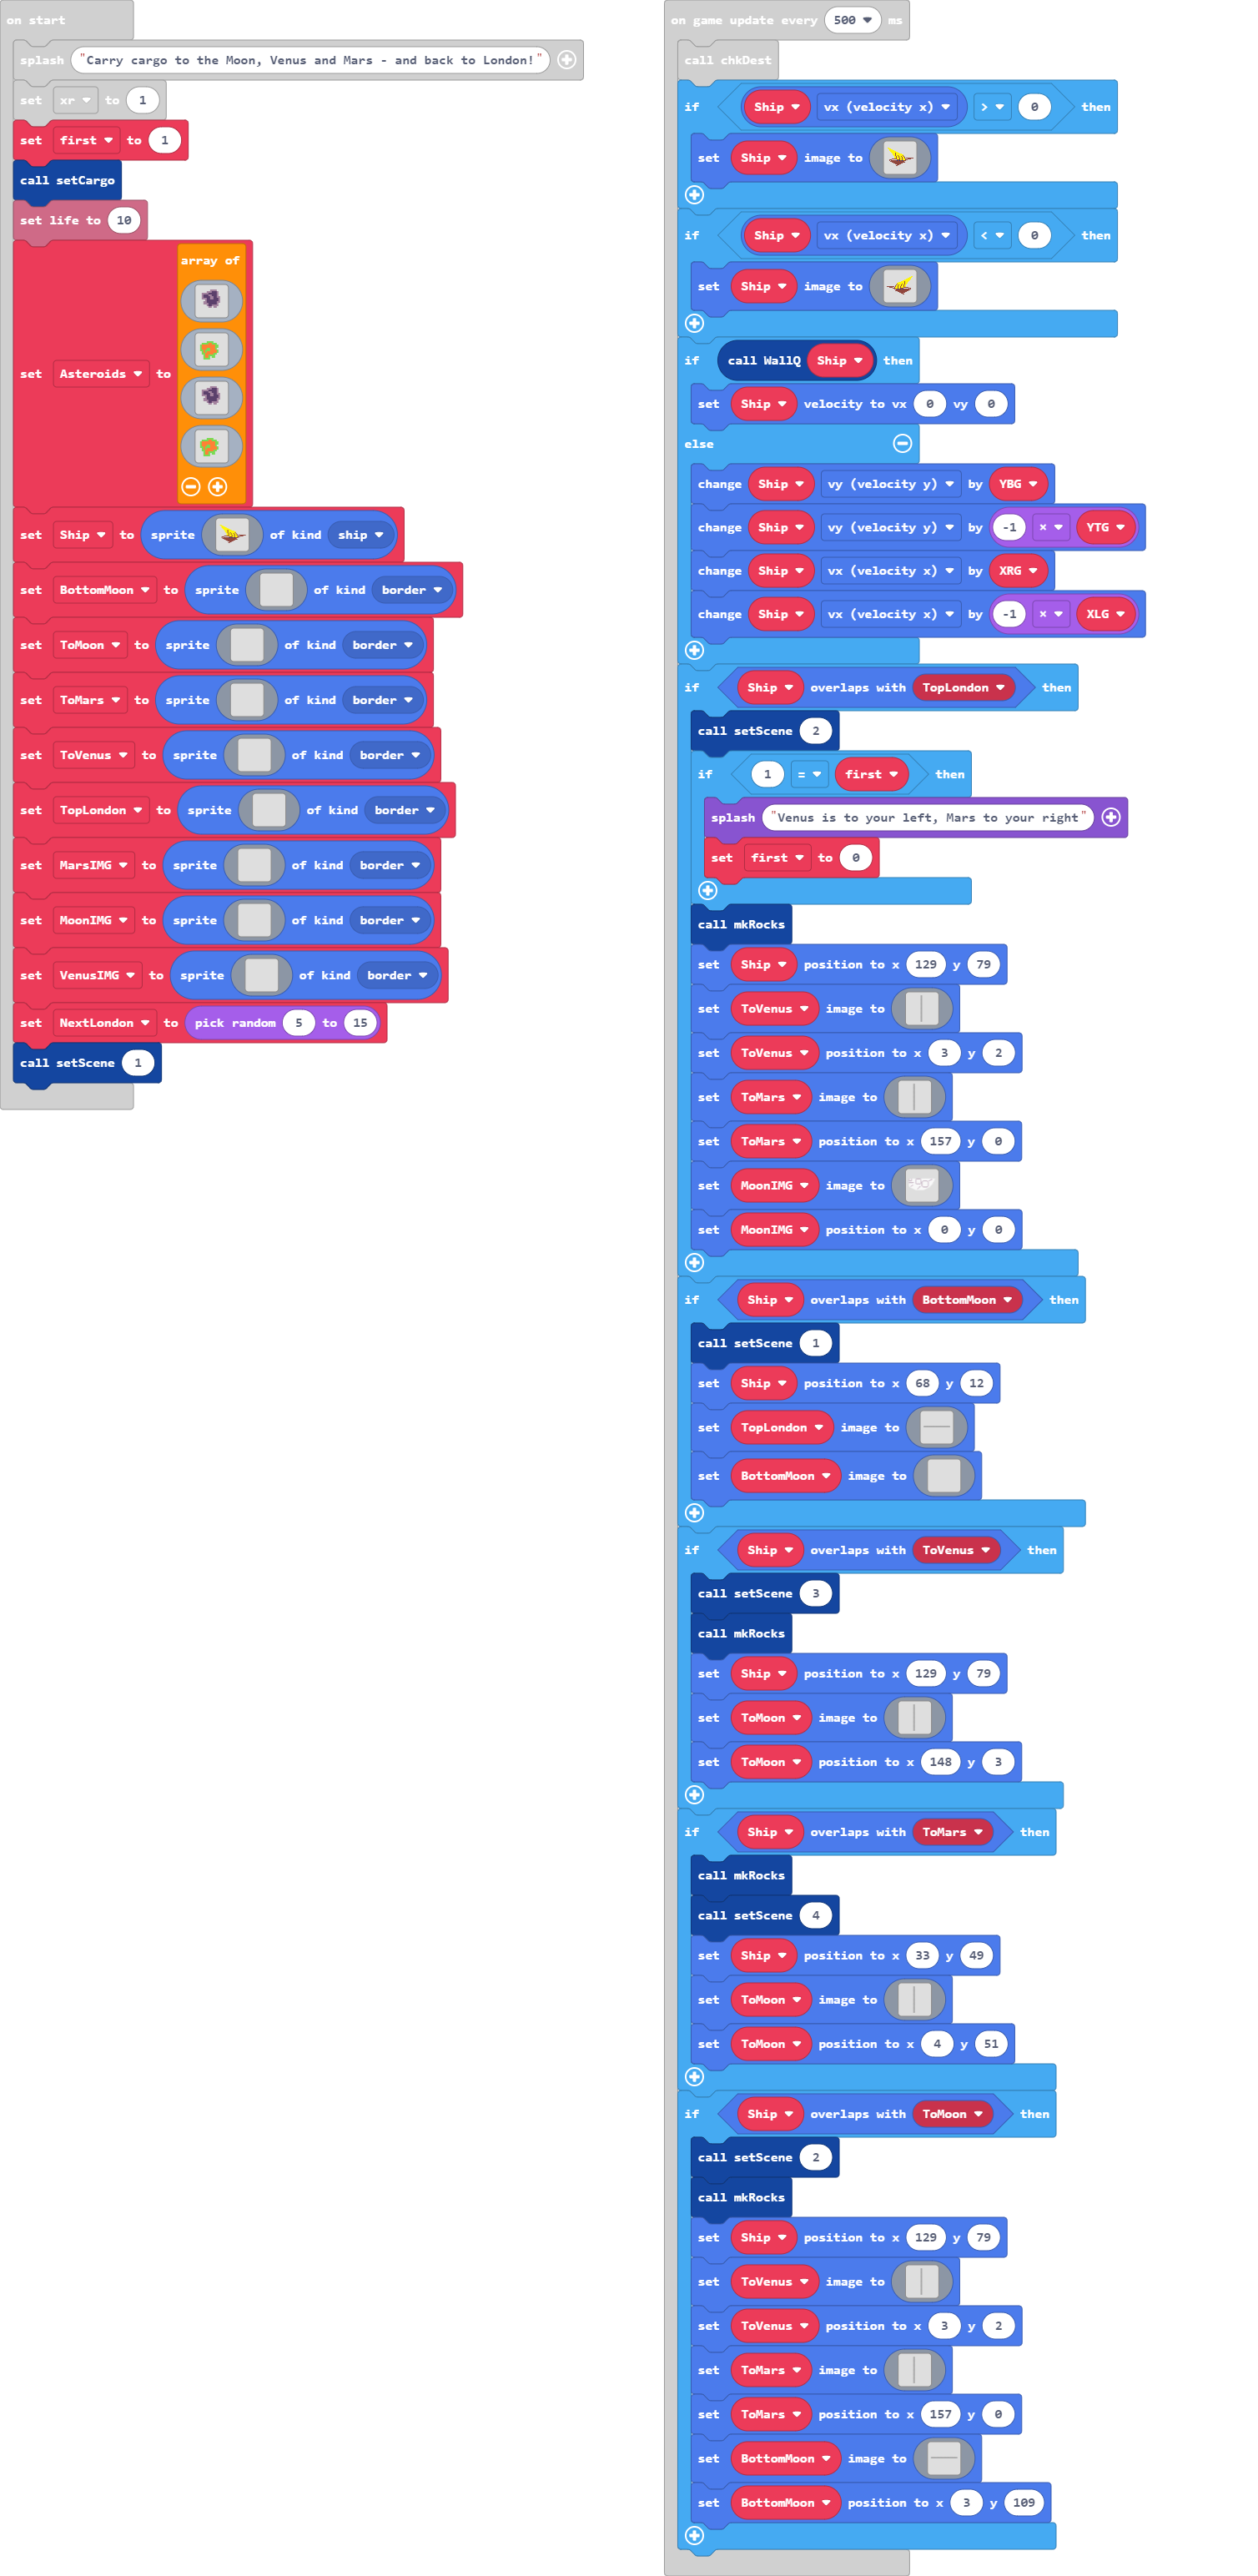 on start
splash "Carry cargo to the Moon, Venus and Mars - and back to London!"
set xr to 1
set first to 1
call setCargo
set life to 10
array of
set Asteroids to
set Ship to sprite of kind ship
set BottomMoon to sprite of kind border
set ToMoon to sprite of kind border
set ToMars to sprite of kind border
set ToVenus to sprite of kind border
set TopLondon to sprite of kind border
set MarsIMG to sprite of kind border
set MoonIMG to sprite of kind border
set VenusIMG to sprite of kind border
set NextLondon to pick random 5 to 15
call setScene 1
on game update every 500 ms
call chkDest
if Ship vx (velocity x) > 0 then
set Ship image to
if Ship vx (velocity x) < 0 then
set Ship image to
if call WallQ Ship then
set Ship velocity to vx 0 vy 0
else
change Ship vy (velocity y) by YBG
change Ship vy (velocity y) by -1 × YTG
change Ship vx (velocity x) by XRG
change Ship vx (velocity x) by -1 × XLG
if Ship overlaps with TopLondon then
call setScene 2
if 1 = first then
splash "Venus is to your left, Mars to your right"
set first to 0
call mkRocks
set Ship position to x 129 y 79
set ToVenus image to
set ToVenus position to x 3 y 2
set ToMars image to
set ToMars position to x 157 y 0
set MoonIMG image to
set MoonIMG position to x 0 y 0
if Ship overlaps with BottomMoon then
call setScene 1
set Ship position to x 68 y 12
set TopLondon image to
set BottomMoon image to
if Ship overlaps with ToVenus then
call setScene 3
call mkRocks
set Ship position to x 129 y 79
set ToMoon image to
set ToMoon position to x 148 y 3
if Ship overlaps with ToMars then
call mkRocks
call setScene 4
set Ship position to x 33 y 49
set ToMoon image to
set ToMoon position to x 4 y 51
if Ship overlaps with ToMoon then
call setScene 2
call mkRocks
set Ship position to x 129 y 79
set ToVenus image to
set ToVenus position to x 3 y 2
set ToMars image to
set ToMars position to x 157 y 0
set BottomMoon image to
set BottomMoon position to x 3 y 109